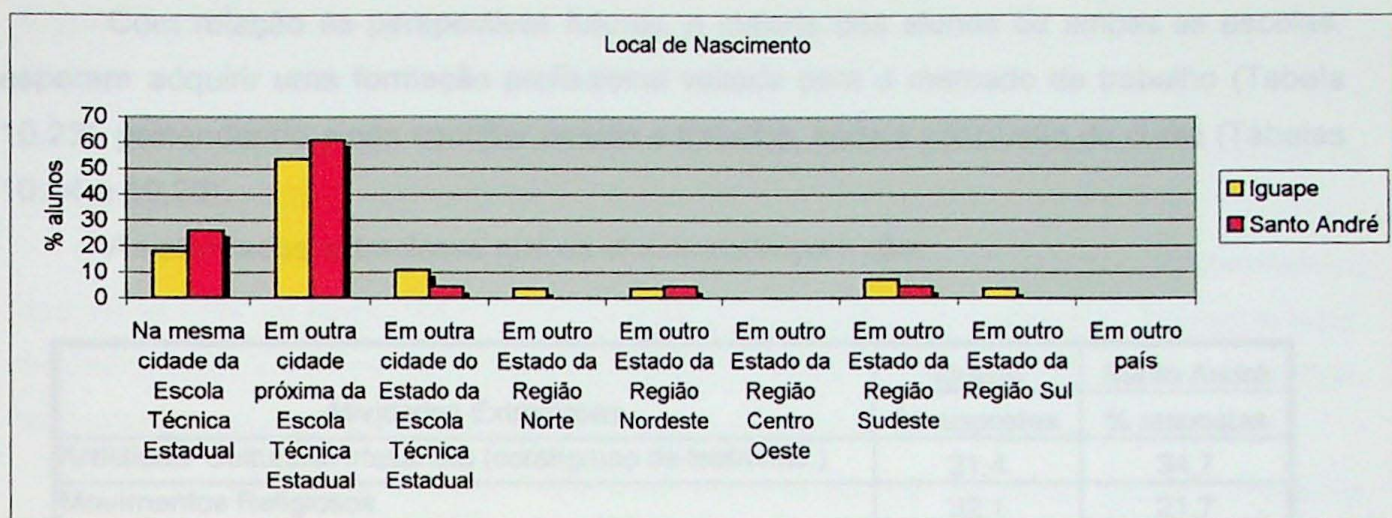 Local de Nascimento
% alunos
70
60
50
40
30
20
10
0
Na mesma cidade da Escola Técnica Estadual
Em outra cidade próxima da Escola Técnica Estadual
Em outra cidade do Estado da Escola Técnica Estadual
Em outro Estado da Região Norte
Em outro Estado da Região Nordeste
Em outro Estado da Região Centro Oeste
Em outro Estado da Região Sudeste
Em outro Estado da Região Sul
Em outro país
Iguape
Santo André